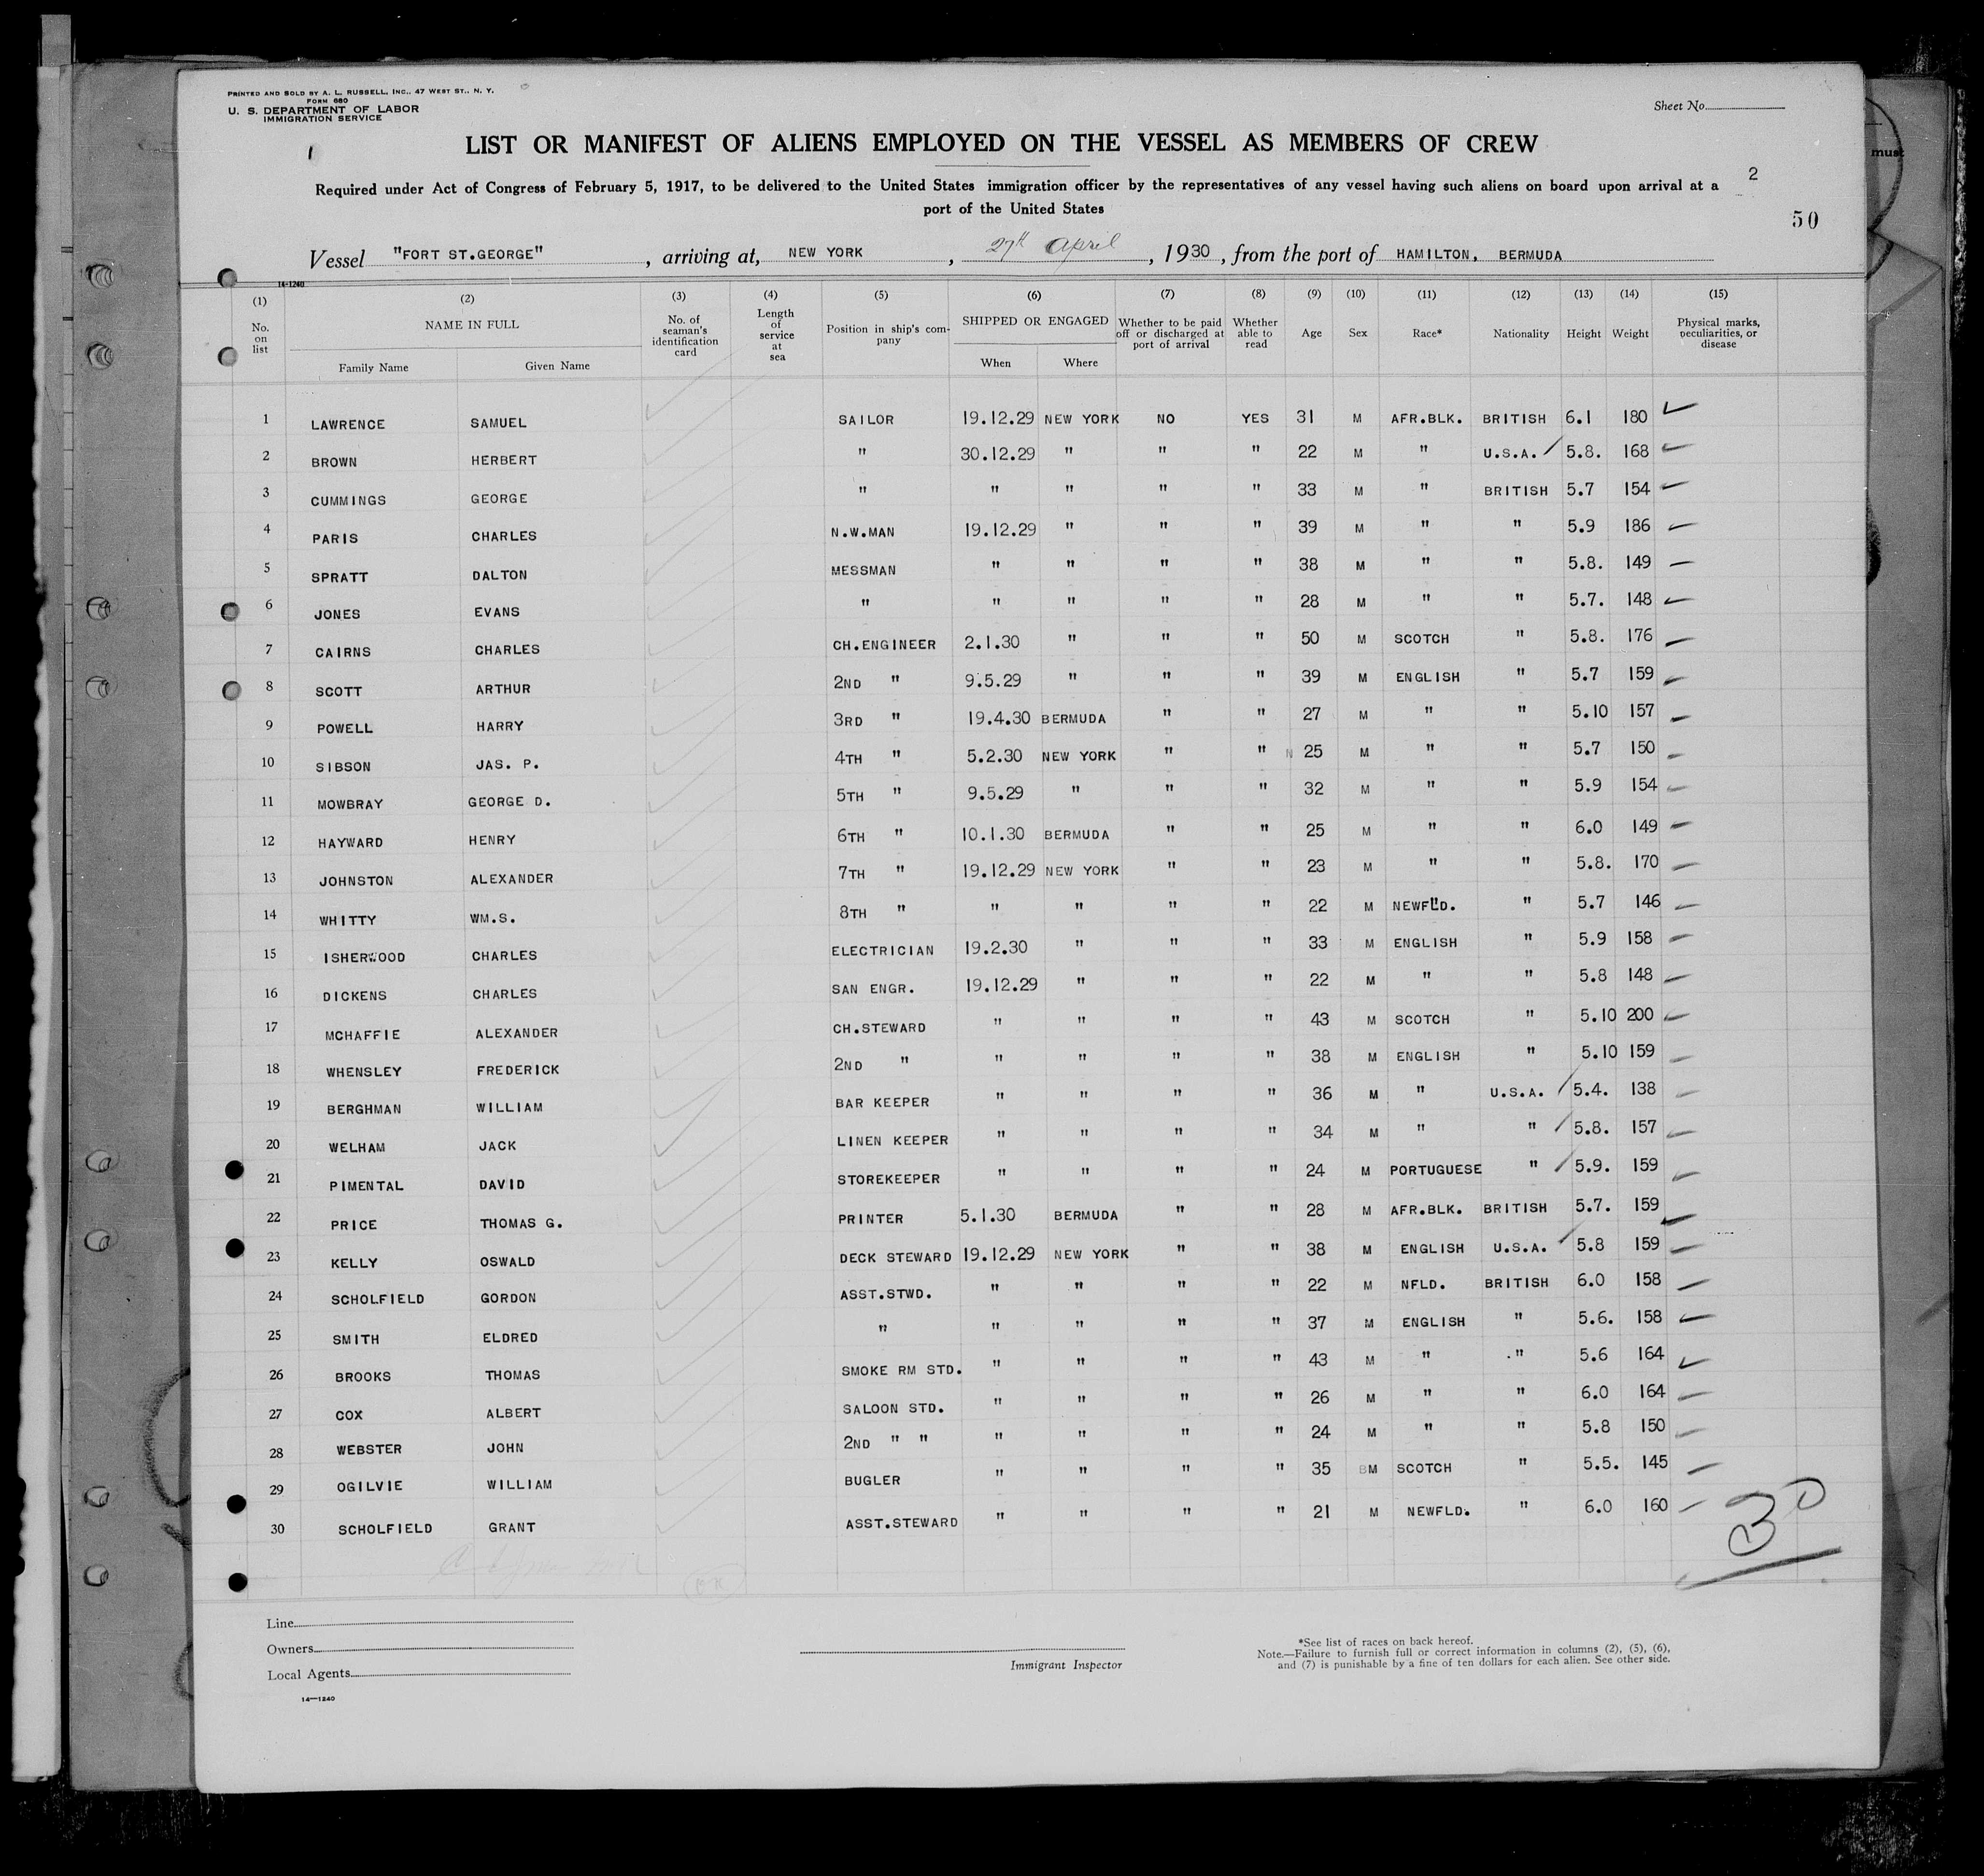 PRINTED AND SOLD BY A. L. RUSSELL, INC., 47 WEST ST., N. Y.
FORM 680
U. S. DEPARTMENT OF LABOR
IMMIGRATION SERVICE
Sheet No.
1
LIST OR MANIFEST OF ALIENS EMPLOYED ON THE VESSEL AS MEMBERS OF CREW
must
Required under Act of Congress of February 5, 1917, to be delivered to the United States immigration officer by the representatives of any vessel having such aliens on board upon arrival at a
port of the United States
2
50
Vessel "FORT ST.GEORGE", arriving at, NEW YORK, 27th April, 1930, from the port of HAMILTON, BERMUDA
14-1240
(1) (2) (3) (4) (5) (6) (7) (8) (9) (10) (11) (12) (13) (14) (15)
No. on list NAME IN FULL Family Name Given Name No. of seaman's identification card Length of service at sea Position in ship's company SHIPPED OR ENGAGED When Where Whether to be paid off or discharged at port of arrival Whether able to read Age Sex Race* Nationality Height Weight Physical marks, peculiarities, or disease
1 LAWRENCE SAMUEL SAILOR 19.12.29 NEW YORK NO YES 31 M AFR.BLK. BRITISH 6.1 180
2 BROWN HERBERT " 30.12.29 " " " 22 M " U.S.A. 5.8. 168
3 CUMMINGS GEORGE " " " " " 33 M " BRITISH 5.7 154
4 PARIS CHARLES N.W.MAN 19.12.29 " " " 39 M " " 5.9 186
5 SPRATT DALTON MESSMAN " " " " 38 M " " 5.8. 149
6 JONES EVANS " " " " " 28 M " " 5.7. 148
7 CAIRNS CHARLES CH.ENGINEER 2.1.30 " " " 50 M SCOTCH " 5.8. 176
8 SCOTT ARTHUR 2ND " 9.5.29 " " " 39 M ENGLISH " 5.7 159
9 POWELL HARRY 3RD " 19.4.30 BERMUDA " " 27 M " " 5.10 157
10 SIBSON JAS. P. 4TH " 5.2.30 NEW YORK " " N 25 M " " 5.7 150
11 MOWBRAY GEORGE D. 5TH " 9.5.29 " " " 32 M " " 5.9 154
12 HAYWARD HENRY 6TH " 10.1.30 BERMUDA " " 25 M " " 6.0 149
13 JOHNSTON ALEXANDER 7TH " 19.12.29 NEW YORK " " 23 M " " 5.8. 170
14 WHITTY WM.S. 8TH " " " " " 22 M NEWFLD. " 5.7 146
15 ISHERWOOD CHARLES ELECTRICIAN 19.2.30 " " " 33 M ENGLISH " 5.9 158
16 DICKENS CHARLES SAN ENGR. 19.12.29 " " " 22 M " " 5.8 148
17 MCHAFFIE ALEXANDER CH.STEWARD " " " " 43 M SCOTCH " 5.10 200
18 WHENSLEY FREDERICK 2ND " " " " " 38 M ENGLISH " 5.10 159
19 BERGHMAN WILLIAM BAR KEEPER " " " " 36 M " U.S.A. 5.4. 138
20 WELHAM JACK LINEN KEEPER " " " " 34 M " " 5.8. 157
21 PIMENTAL DAVID STOREKEEPER " " " " 24 M PORTUGUESE " 5.9. 159
22 PRICE THOMAS G. PRINTER 5.1.30 BERMUDA " " 28 M AFR.BLK. BRITISH 5.7. 159
23 KELLY OSWALD DECK STEWARD 19.12.29 NEW YORK " " 38 M ENGLISH U.S.A. 5.8 159
24 SCHOLFIELD GORDON ASST.STWD. " " " " 22 M NFLD. BRITISH 6.0 158
25 SMITH ELDRED " " " " " 37 M ENGLISH " 5.6. 158
26 BROOKS THOMAS SMOKE RM STD. " " " " 43 M " " 5.6 164
27 COX ALBERT SALOON STD. " " " " 26 M " " 6.0 164
28 WEBSTER JOHN 2ND " " " " " " 24 M " " 5.8 150
29 OGILVIE WILLIAM BUGLER " " " " 35 M SCOTCH " 5.5. 145
30 SCHOLFIELD GRANT ASST.STEWARD " " " " 21 M NEWFLD. " 6.0 160
30
Line
Owners
Local Agents
Immigrant Inspector
*See list of races on back hereof.
Note.—Failure to furnish full or correct information in columns (2), (5), (6),
and (7) is punishable by a fine of ten dollars for each alien. See other side.
14—1240